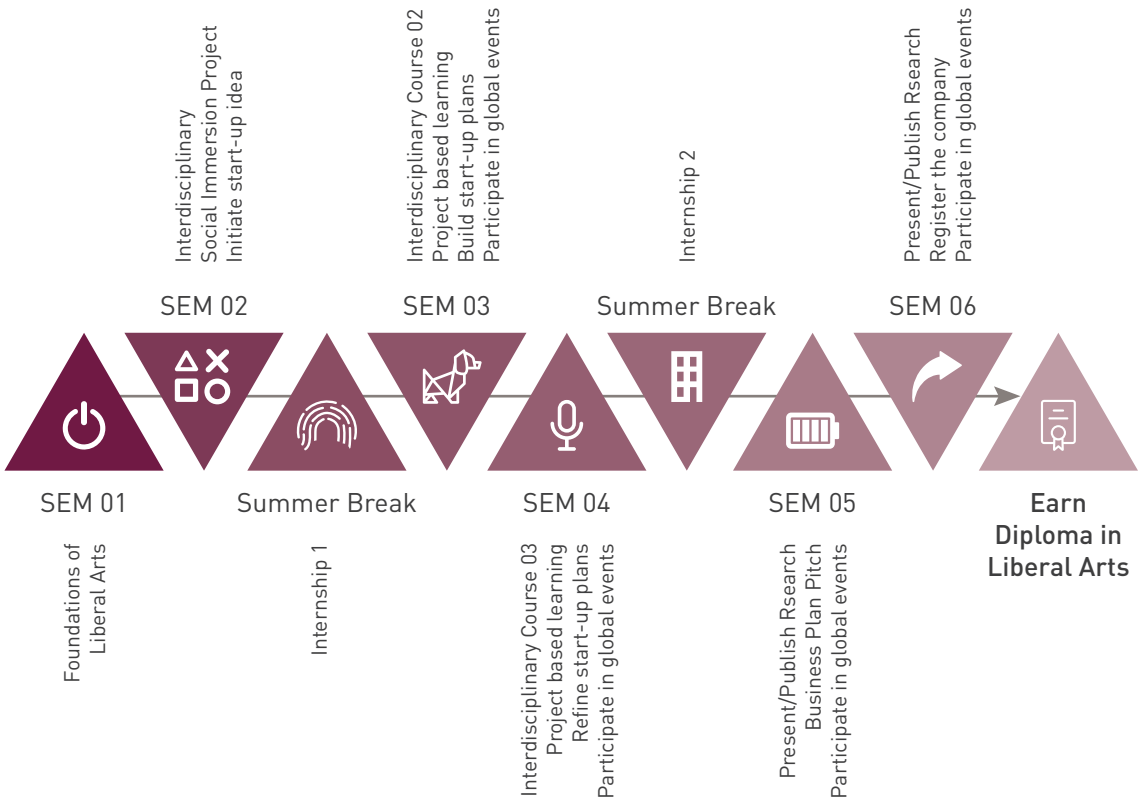 SEM 01
Foundations of
Liberal Arts
SEM 02
Interdisciplinary
Social Immersion Project
Initiate start-up idea
Summer Break
Internship 1
SEM 03
Interdisciplinary Course 02
Project based learning
Build start-up plans
Participate in global events
SEM 04
Interdisciplinary Course 03
Project based learning
Refine start-up plans
Participate in global events
Summer Break
Internship 2
SEM 05
Present/Publish Rsearch
Business Plan Pitch
Participate in global events
SEM 06
Present/Publish Rsearch
Register the company
Participate in global events
Earn
Diploma in
Liberal Arts